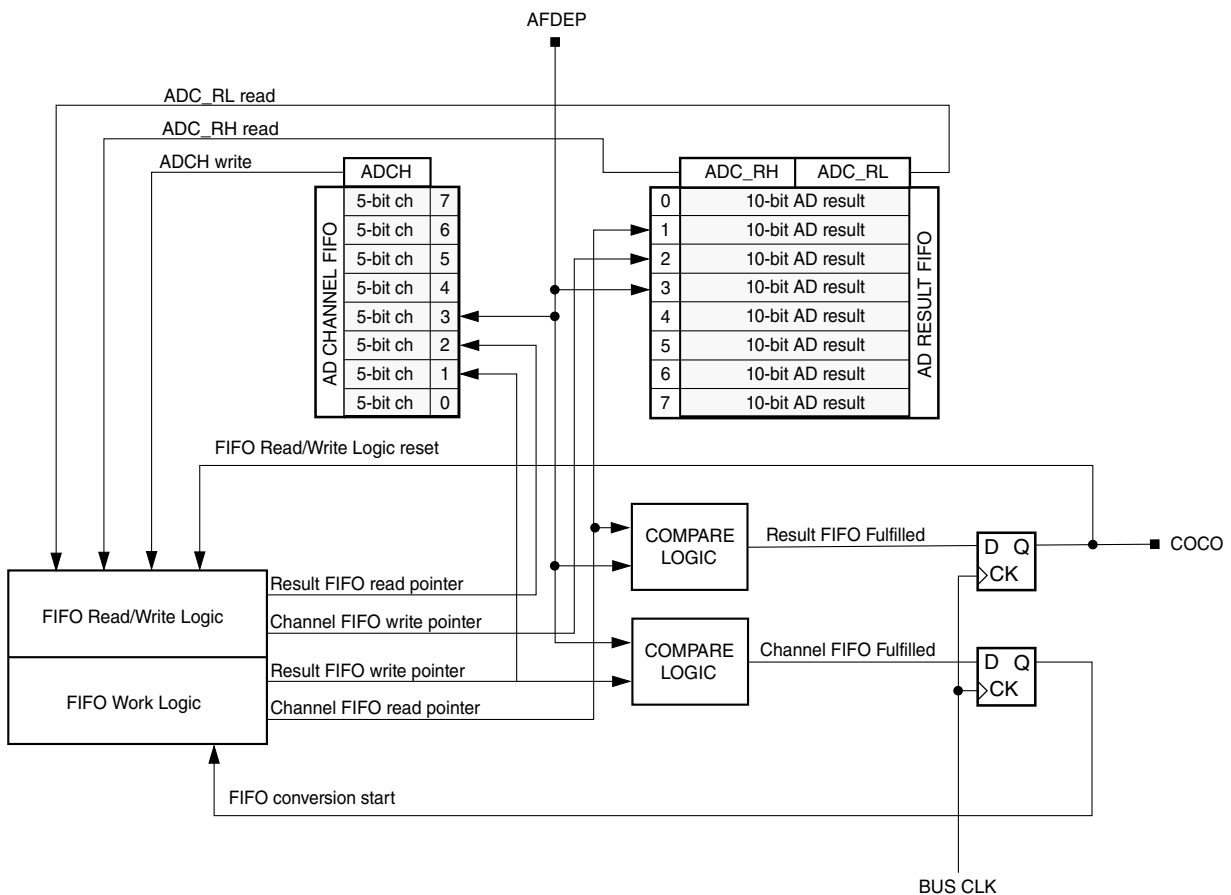 AFDEP
ADC_RL read
ADC_RH read
ADCH write
ADCH
ADC_RH ADC_RL
AD CHANNEL FIFO
5-bit ch 7
5-bit ch 6
5-bit ch 5
5-bit ch 4
5-bit ch 3
5-bit ch 2
5-bit ch 1
5-bit ch 0
0 10-bit AD result
1 10-bit AD result
2 10-bit AD result
3 10-bit AD result
4 10-bit AD result
5 10-bit AD result
6 10-bit AD result
7 10-bit AD result
AD RESULT FIFO
FIFO Read/Write Logic reset
COMPARE
LOGIC
Result FIFO Fulfilled
D Q
CK
COCO
FIFO Read/Write Logic
Result FIFO read pointer
Channel FIFO write pointer
FIFO Work Logic
Result FIFO write pointer
Channel FIFO read pointer
COMPARE
LOGIC
Channel FIFO Fulfilled
D Q
CK
FIFO conversion start
BUS CLK